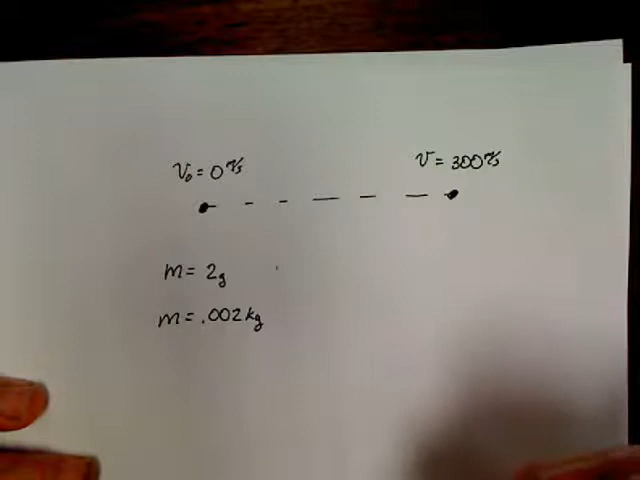 V₀ = 0 m/s
V = 300 m/s
m = 2g
m = .002 kg